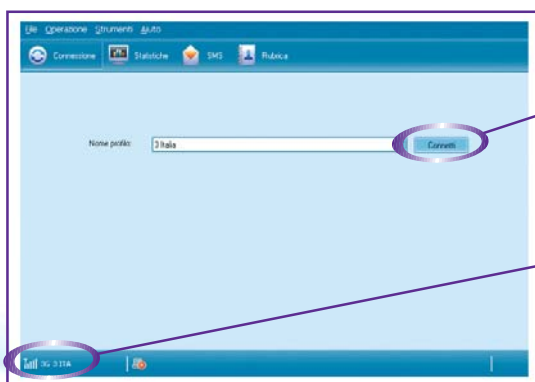 File Operazione Strumenti Aiuto
Connessione Statistiche SMS Rubrica
Nome profilo: 3 Italia Connetti
3G 3 ITA